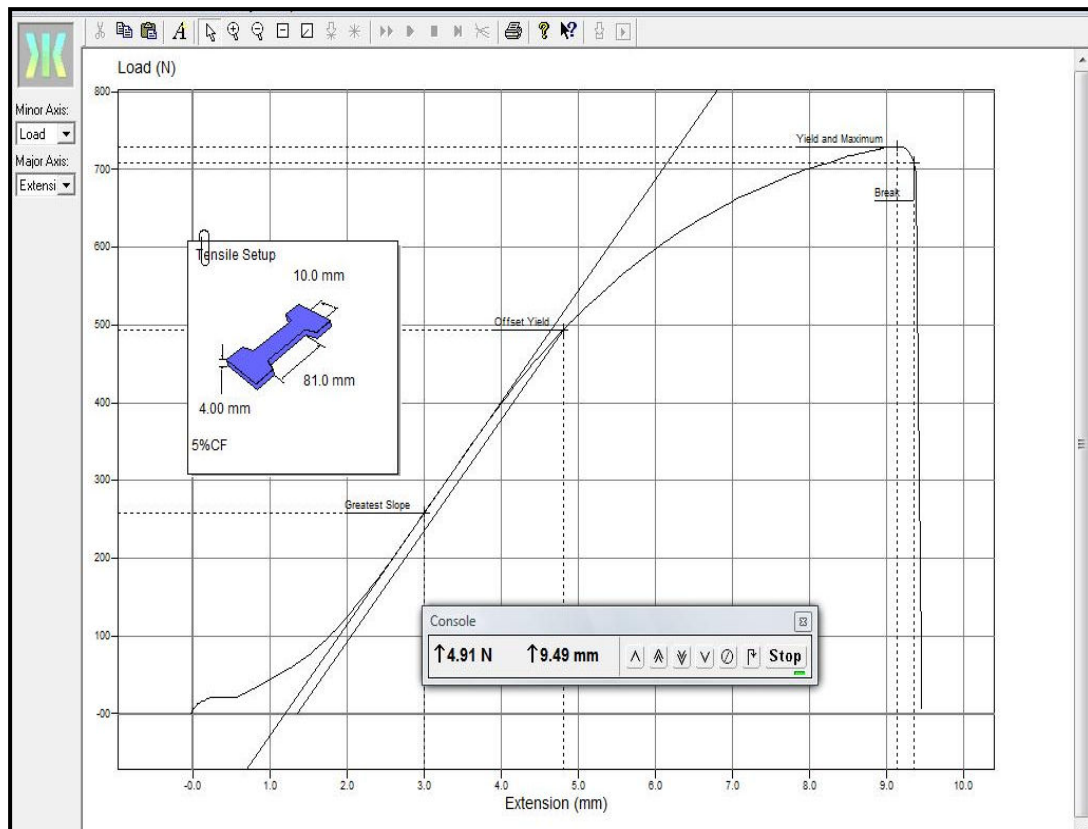 Load (N)
Minor Axis:
Load
Major Axis:
Extensi
800
700
600
500
400
300
200
100
-00
Yield and Maximum
Break
Tensile Setup
10.0 mm
81.0 mm
4.00 mm
5%CF
Offset Yield
Greatest Slope
Console
↑4.91 N ↑9.49 mm Stop
-0.0 1.0 2.0 3.0 4.0 5.0 6.0 7.0 8.0 9.0 10.0
Extension (mm)